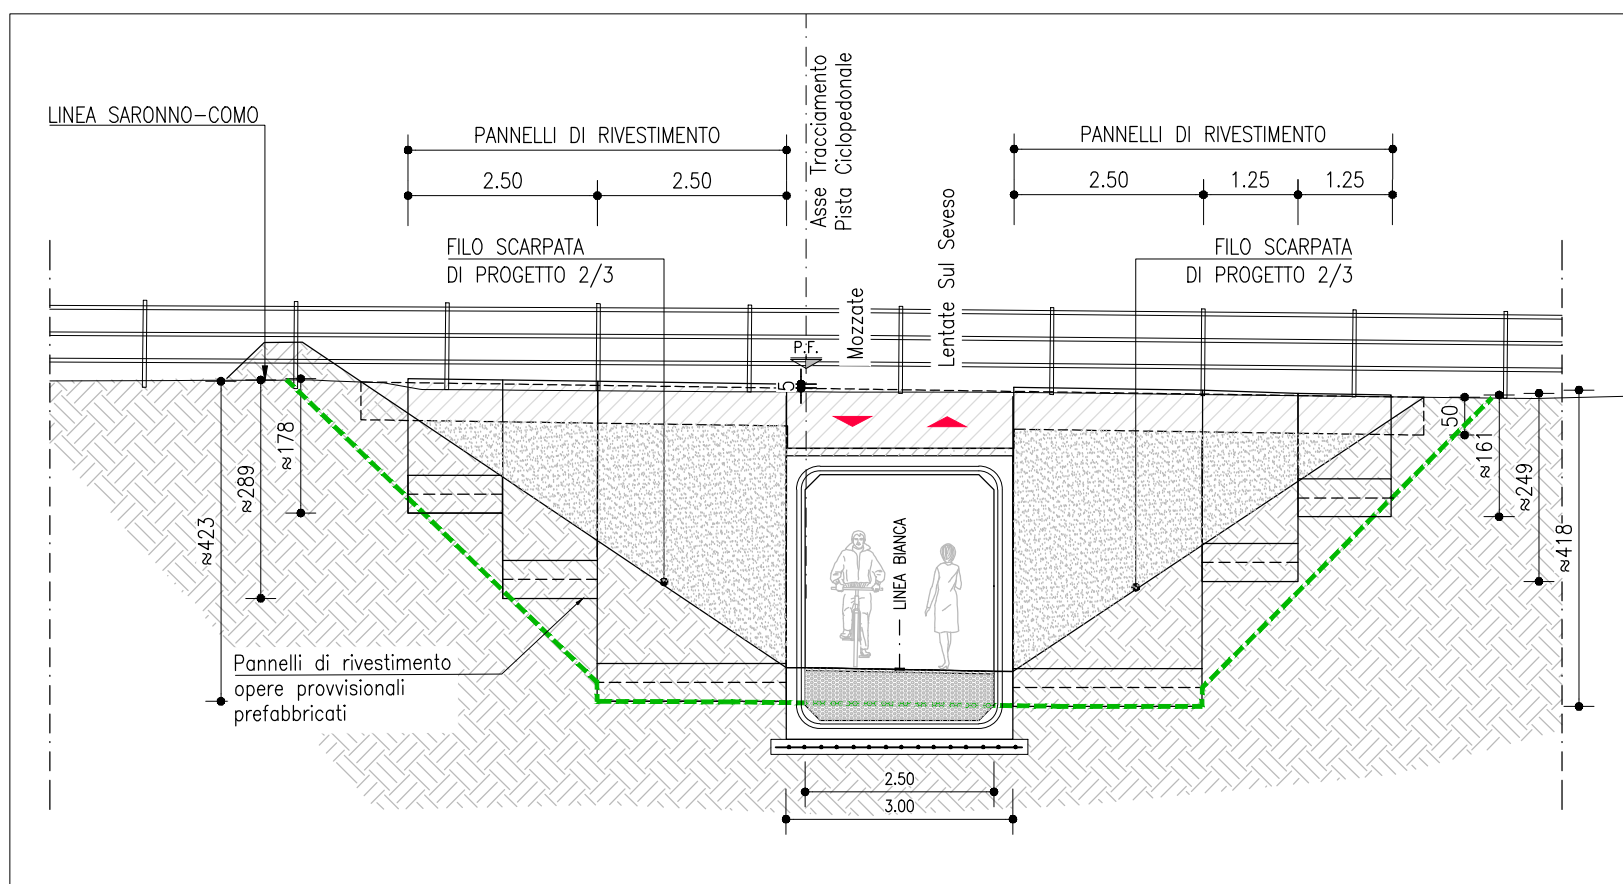 LINEA SARONNO-COMO
PANNELLI DI RIVESTIMENTO
2.50
2.50
Asse Tracciamento
Pista Ciclopedonale
PANNELLI DI RIVESTIMENTO
2.50
1.25
1.25
FILO SCARPATA
DI PROGETTO 2/3
Lentate Sul Seveso
FILO SCARPATA
DI PROGETTO 2/3
Mozzate
P.F.
5
50
≈178
≈289
≈423
≈161
≈249
≈418
LINEA BIANCA
Pannelli di rivestimento
opere provvisionali
prefabbricati
2.50
3.00